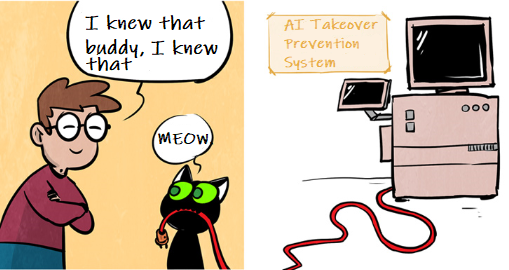 I knew that
buddy, I knew
that
MEOW
AI Takeover
Prevention
System